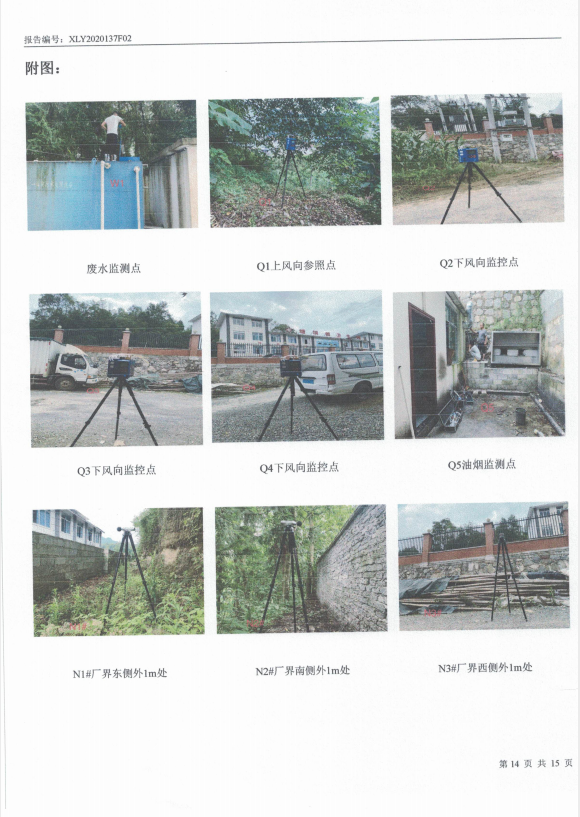 报告编号：XLY2020137F02
附图：
废水监测点
Q1上风向参照点
Q2下风向监控点
Q3下风向监控点
Q4下风向监控点
Q5油烟监测点
N1#厂界东侧外1m处
N2#厂界南侧外1m处
N3#厂界西侧外1m处
第 14 页 共 15 页